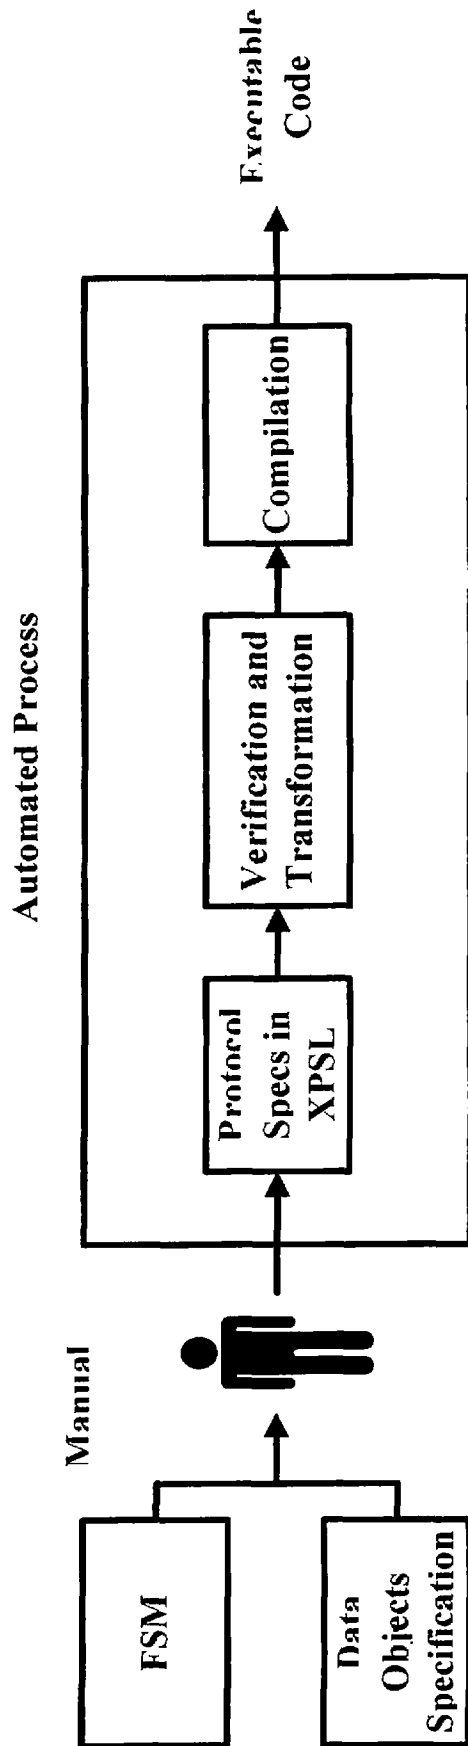 Automated Process
Manual
FSM
Data
Objects
Specification
Protocol
Specs in
XPSL
Verification and
Transformation
Compilation
Executable
Code